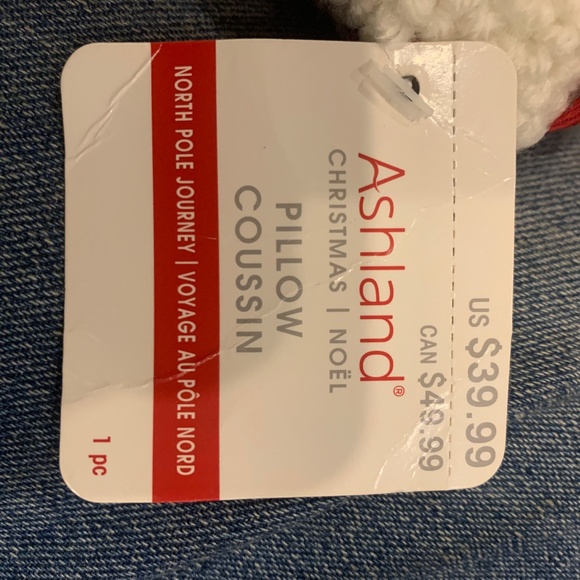 US $39.99
CAN $49.99
Ashland®
CHRISTMAS | NOËL
PILLOW
COUSSIN
NORTH POLE JOURNEY | VOYAGE AU PÔLE NORD
1 pc